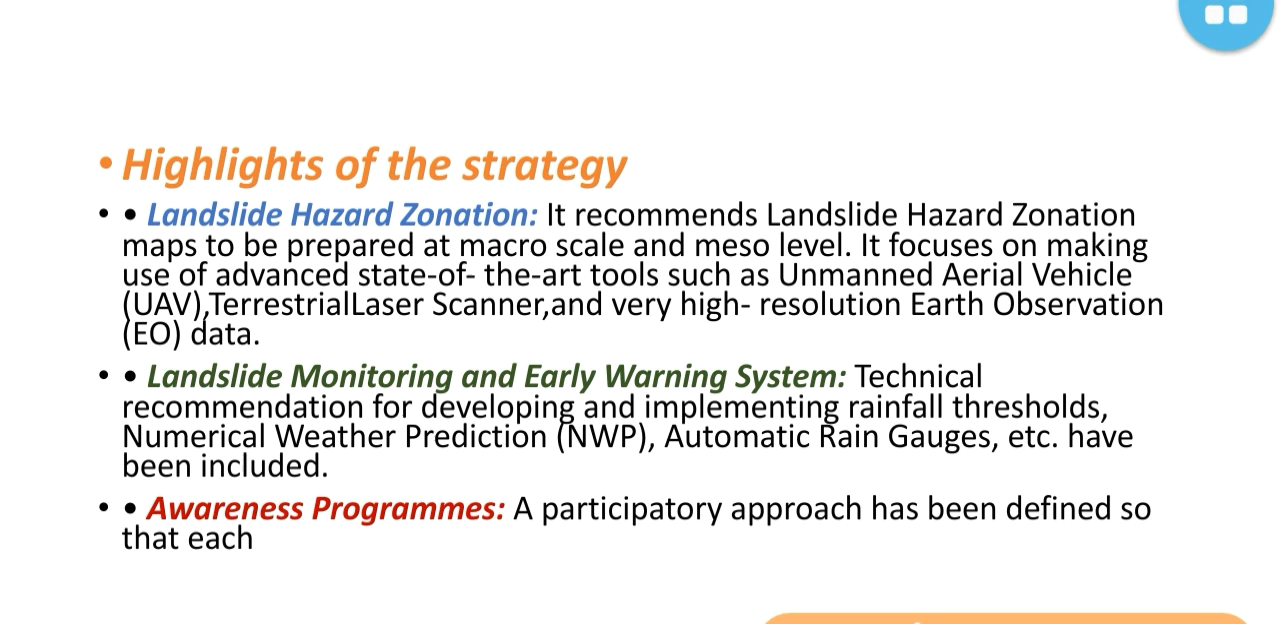 • Highlights of the strategy
• • Landslide Hazard Zonation: It recommends Landslide Hazard Zonation
maps to be prepared at macro scale and meso level. It focuses on making
use of advanced state-of- the-art tools such as Unmanned Aerial Vehicle
(UAV),TerrestrialLaser Scanner,and very high- resolution Earth Observation
(EO) data.
• • Landslide Monitoring and Early Warning System: Technical
recommendation for developing and implementing rainfall thresholds,
Numerical Weather Prediction (NWP), Automatic Rain Gauges, etc. have
been included.
• • Awareness Programmes: A participatory approach has been defined so
that each